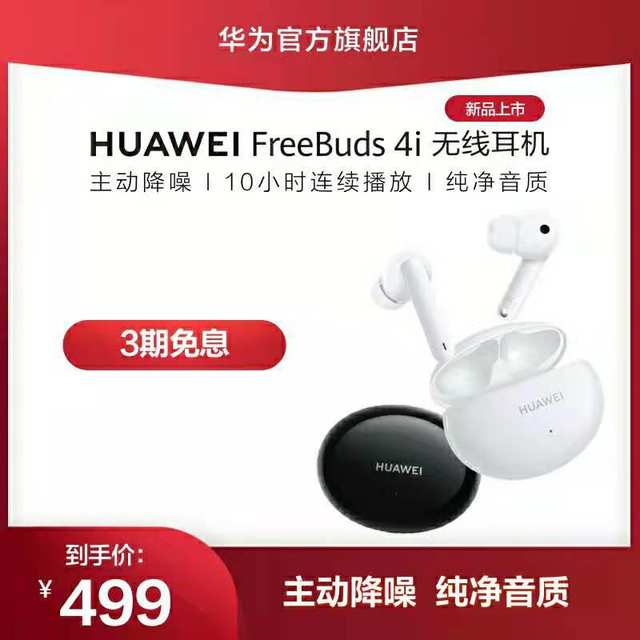 华为官方旗舰店
新品上市
HUAWEI FreeBuds 4i 无线耳机
主动降噪 | 10小时连续播放 | 纯净音质
3期免息
HUAWEI
HUAWEI
到手价:
¥499
主动降噪 纯净音质